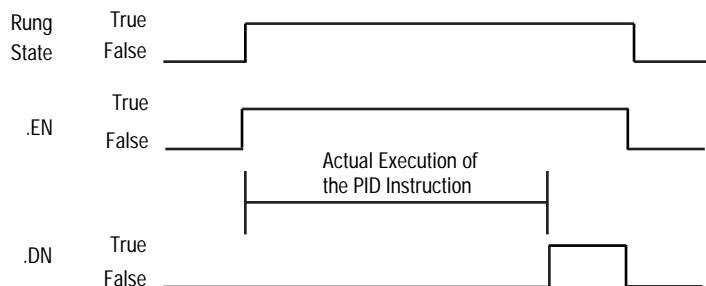 Rung State
True
False
.EN
True
False
Actual Execution of
the PID Instruction
.DN
True
False